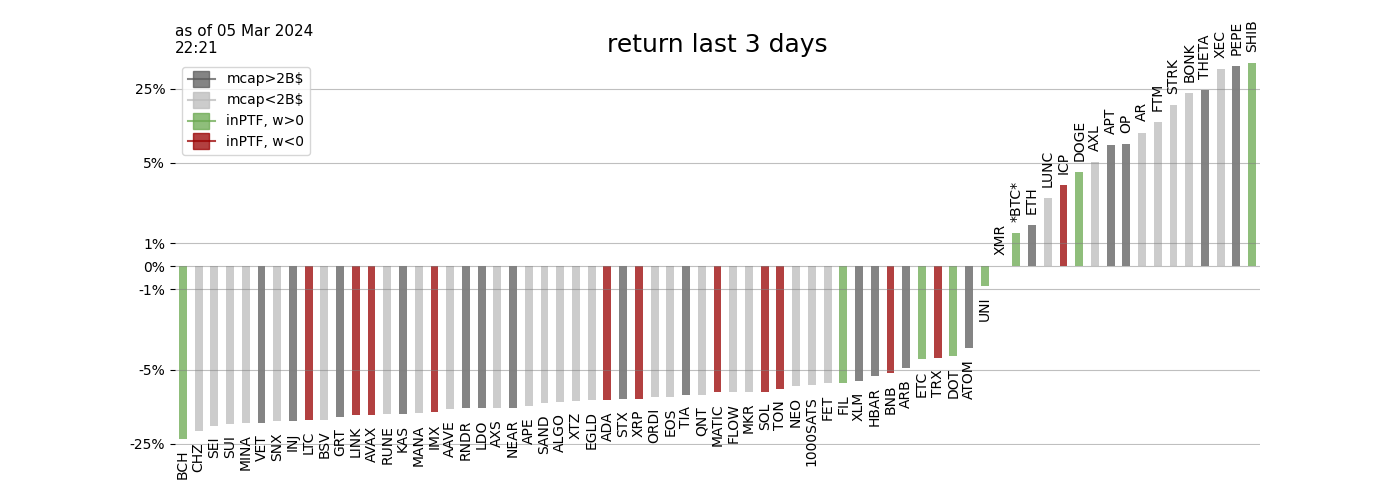 as of 05 Mar 2024
22:21
return last 3 days
mcap>2B$
mcap<2B$
inPTF, w>0
inPTF, w<0
25%
5%
1%
0%
-1%
-5%
-25%
BCH
CHZ
SEI
SUI
MINA
VET
SNX
INJ
LTC
BSV
GRT
LINK
AVAX
RUNE
KAS
MANA
IMX
AAVE
RNDR
LDO
AXS
NEAR
APE
SAND
ALGO
XTZ
EGLD
ADA
STX
XRP
ORDI
EOS
TIA
QNT
MATIC
FLOW
MKR
SOL
TON
NEO
1000SATS
FET
FIL
XLM
HBAR
BNB
ARB
ETC
TRX
DOT
ATOM
UNI
XMR
*BTC*
ETH
LUNC
ICP
DOGE
AXL
APT
OP
AR
FTM
STRK
BONK
THETA
XEC
PEPE
SHIB